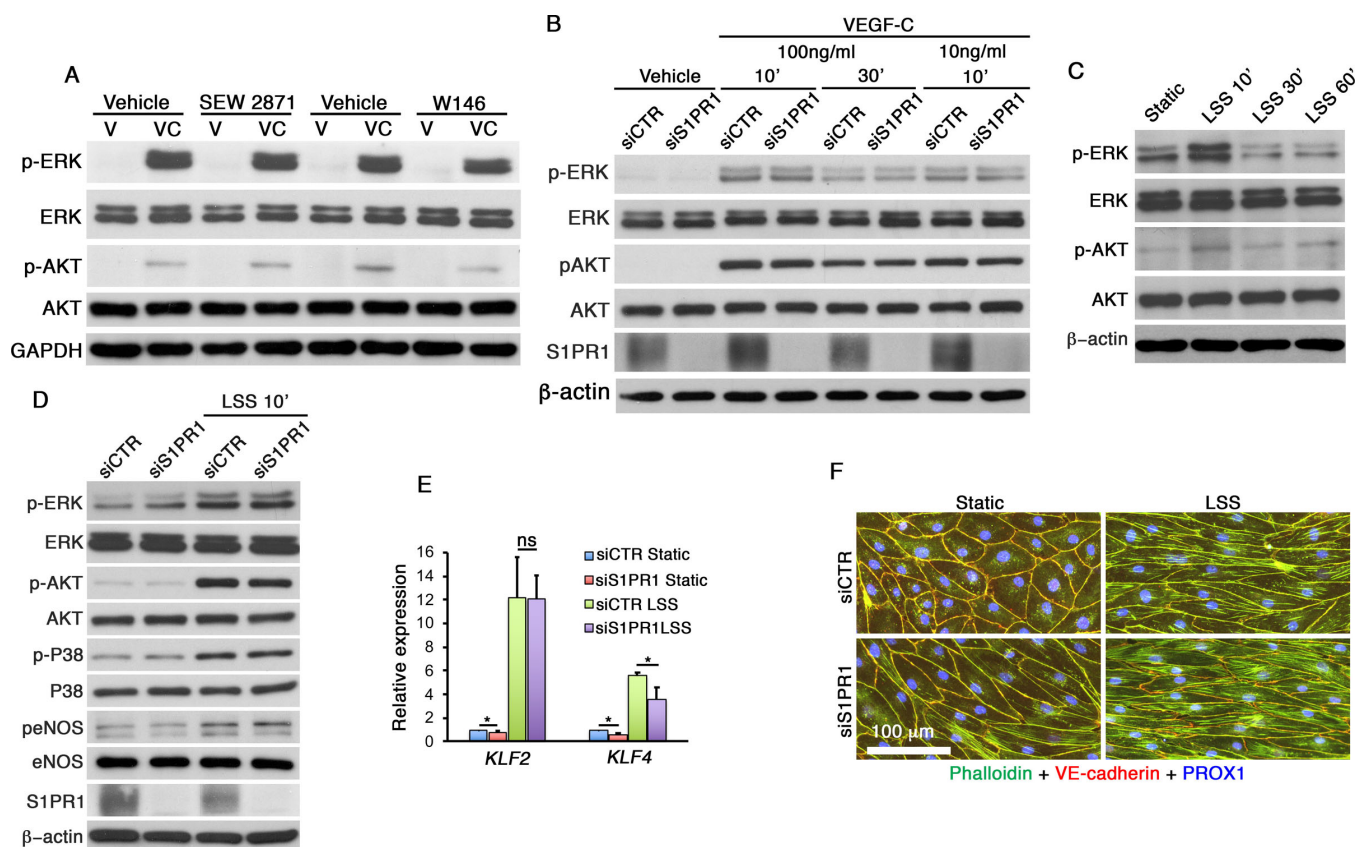 A
Vehicle SEW 2871 Vehicle W146
V VC V VC V VC V VC
p-ERK
ERK
p-AKT
AKT
GAPDH
B
VEGF-C
100ng/ml 10ng/ml
Vehicle 10’ 30’ 10’
siCTR siS1PR1 siCTR siS1PR1 siCTR siS1PR1 siCTR siS1PR1
p-ERK
ERK
pAKT
AKT
S1PR1
β-actin
C
Static LSS 10’ LSS 30’ LSS 60’
p-ERK
ERK
p-AKT
AKT
β-actin
D
LSS 10’
siCTR siS1PR1 siCTR siS1PR1
p-ERK
ERK
p-AKT
AKT
p-P38
P38
peNOS
eNOS
S1PR1
β-actin
E
Relative expression
16
14
12
10
8
6
4
2
0
ns
*
*
*
KLF2 KLF4
siCTR Static
siS1PR1 Static
siCTR LSS
siS1PR1LSS
F
Static LSS
siCTR
siS1PR1
100 μm
Phalloidin + VE-cadherin + PROX1